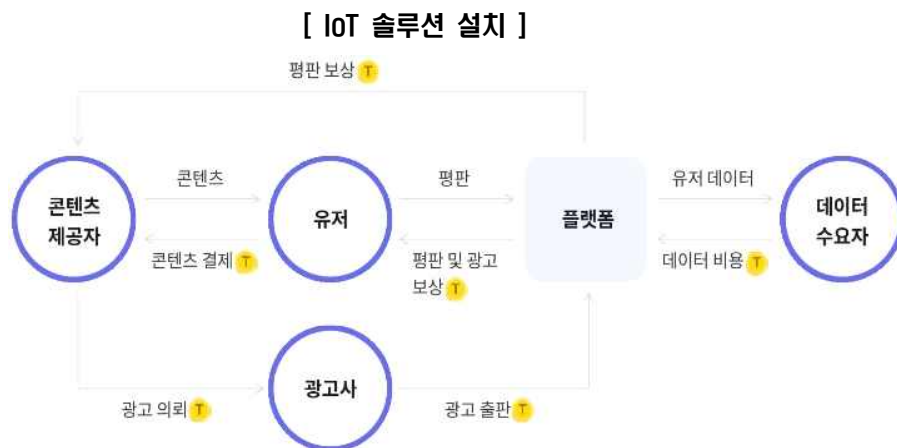 [ IoT 솔루션 설치 ]
평판 보상 T
콘텐츠
제공자
콘텐츠
콘텐츠 결제 T
유저
평판
평판 및 광고
보상 T
플랫폼
유저 데이터
데이터 비용 T
데이터
수요자
광고 의뢰 T
광고사
광고 출판 T